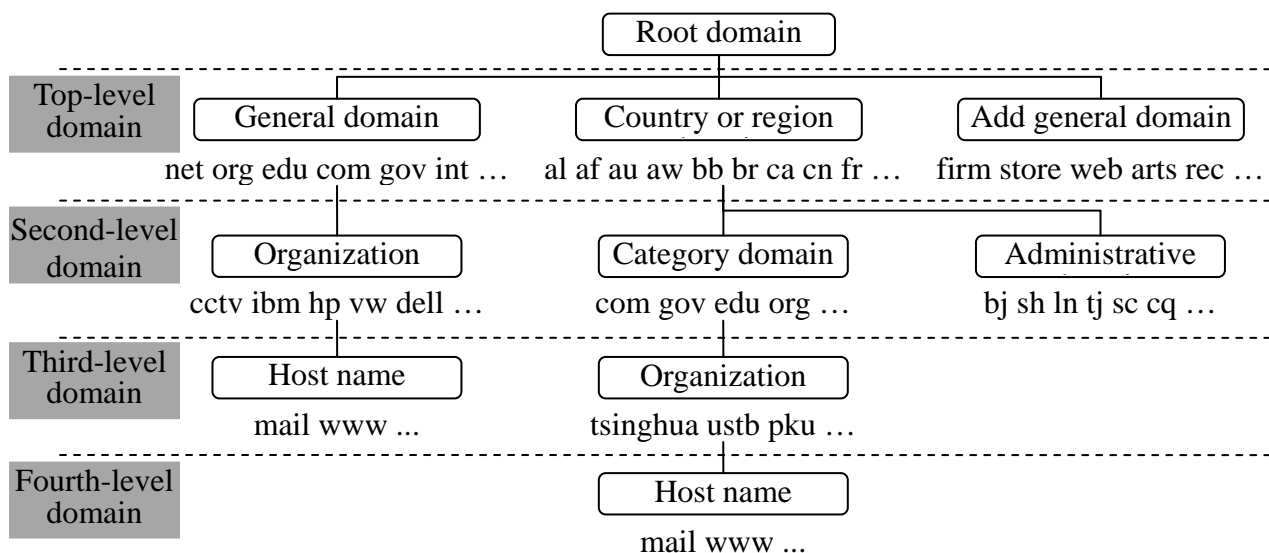 Root domain
Top-level
domain
General domain
Country or region
Add general domain
net org edu com gov int …
al af au aw bb br ca cn fr …
firm store web arts rec …
Second-level
domain
Organization
Category domain
Administrative
cctv ibm hp vw dell …
com gov edu org …
bj sh ln tj sc cq …
Third-level
domain
Host name
Organization
mail www ...
tsinghua ustb pku …
Fourth-level
domain
Host name
mail www ...